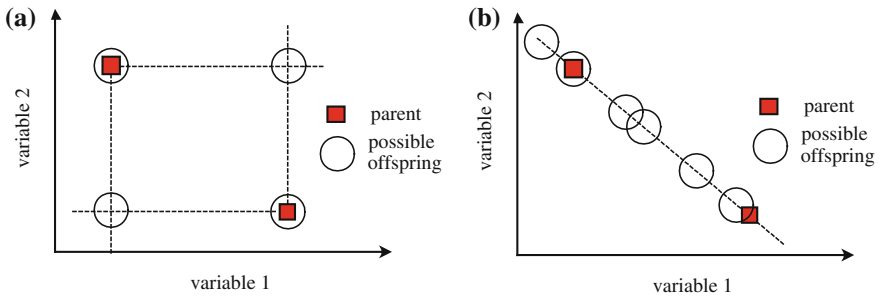 (a)
variable 2
parent
possible
offspring
variable 1
(b)
variable 2
parent
possible
offspring
variable 1